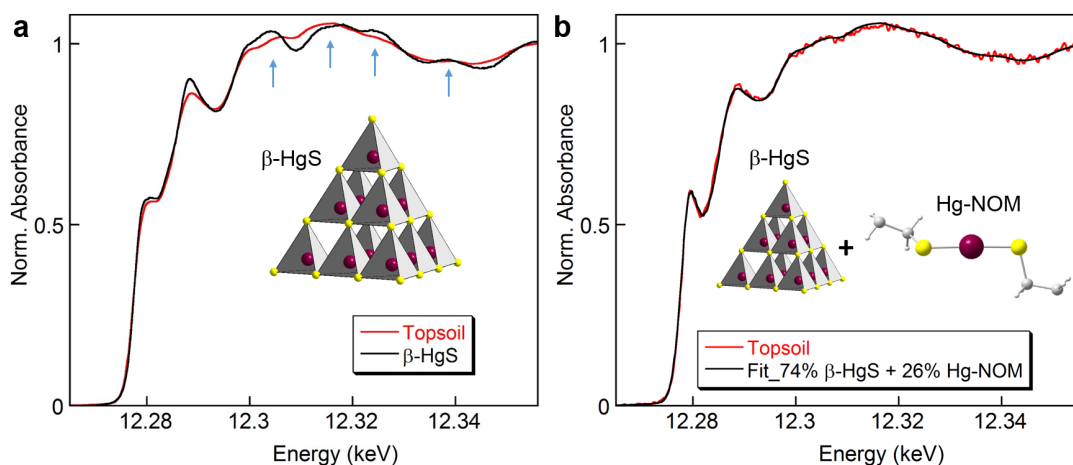 a
Norm. Absorbance
1
0.5
0
β-HgS
Topsoil
β-HgS
12.28
12.3
12.32
12.34
Energy (keV)
b
Norm. Absorbance
1
0.5
0
β-HgS
+
Hg-NOM
Topsoil
Fit_74% β-HgS + 26% Hg-NOM
12.28
12.3
12.32
12.34
Energy (keV)